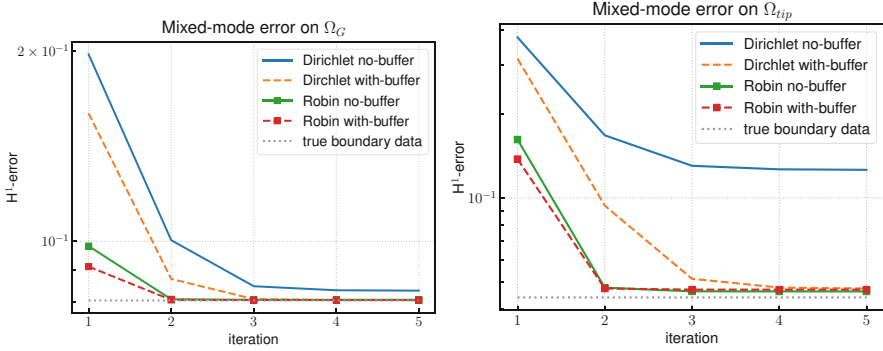 Mixed-mode error on Ω_G
2 × 10⁻¹
10⁻¹
H¹-error
Dirichlet no-buffer
Dirchlet with-buffer
Robin no-buffer
Robin with-buffer
true boundary data
1 2 3 4 5
iteration
Mixed-mode error on Ω_tip
10⁻¹
H¹-error
Dirichlet no-buffer
Dirchlet with-buffer
Robin no-buffer
Robin with-buffer
true boundary data
1 2 3 4 5
iteration